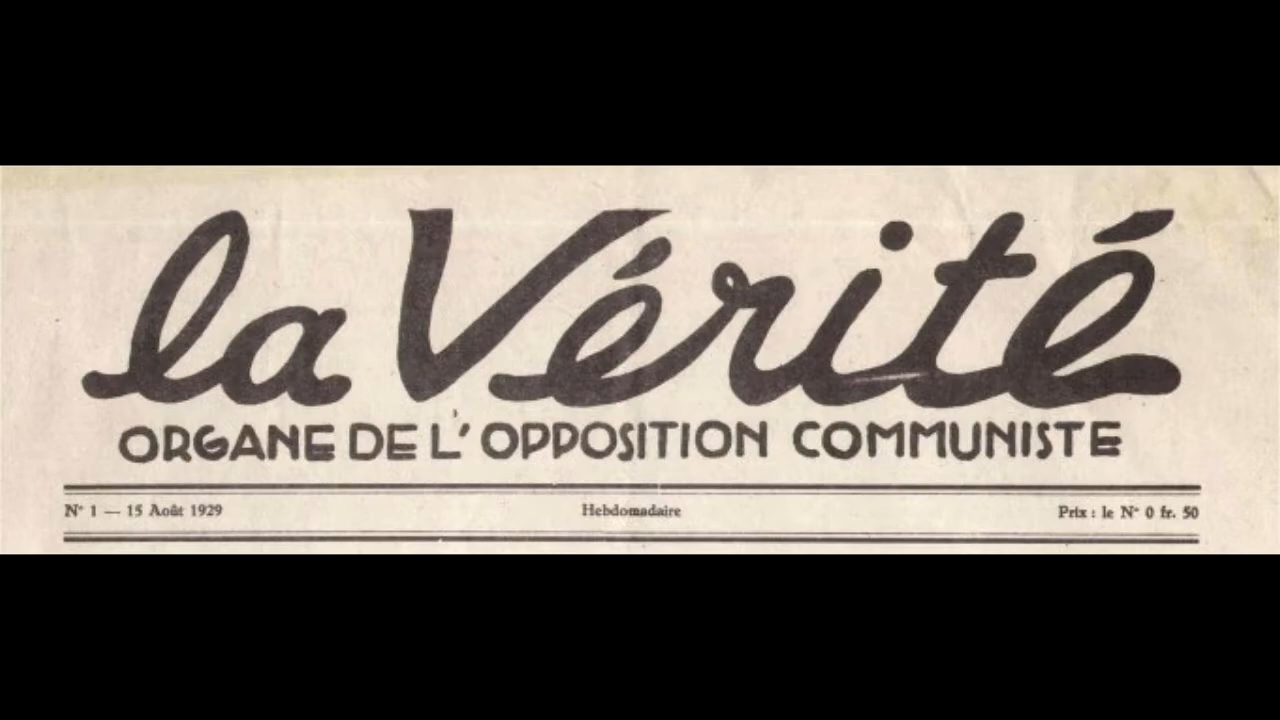 la Vérité
ORGANE DE L'OPPOSITION COMMUNISTE
N° 1 — 15 Août 1929 Hebdomadaire Prix : le N° 0 fr. 50